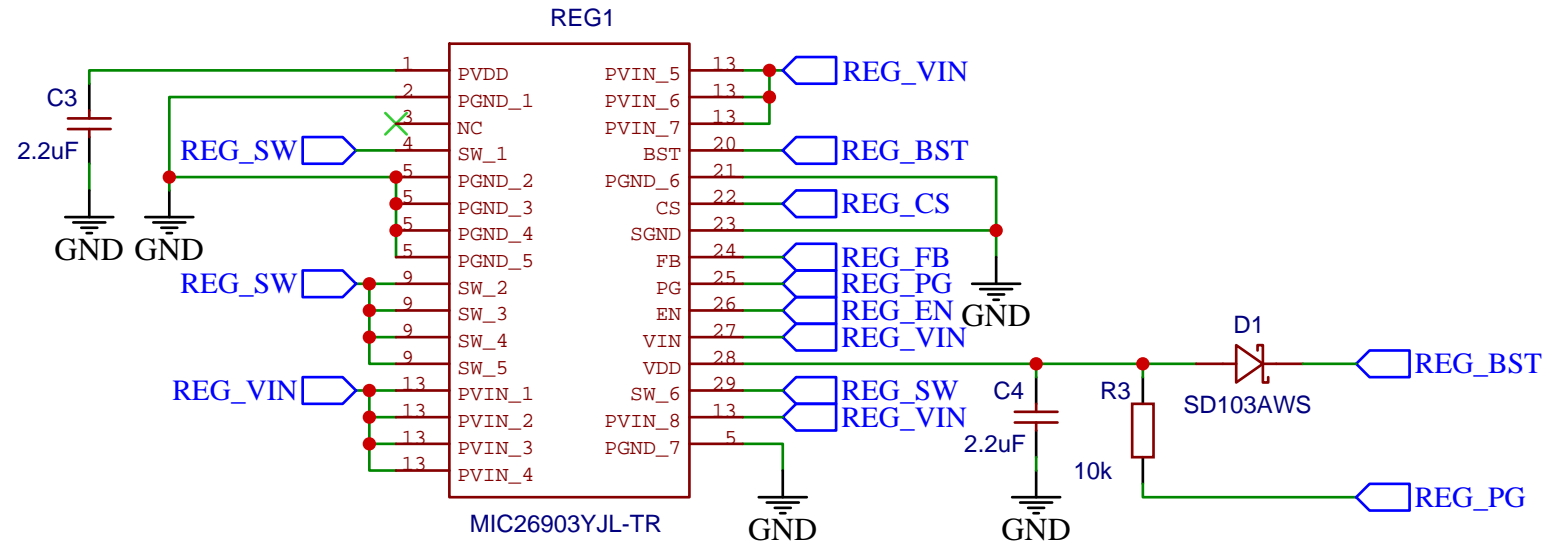 REG1
1 PVDD PVIN_5 13 REG_VIN
C3 2 PGND_1 PVIN_6 13
3 NC PVIN_7 13
2.2uF REG_SW 4 SW_1 BST 20 REG_BST
5 PGND_2 PGND_6 21
5 PGND_3 CS 22 REG_CS
5 PGND_4 SGND 23
GND GND 5 PGND_5 FB 24 REG_FB
REG_SW 9 SW_2 PG 25 REG_PG
9 SW_3 EN 26 REG_EN GND
9 SW_4 VIN 27 REG_VIN D1
9 SW_5 VDD 28 REG_BST
REG_VIN 13 PVIN_1 SW_6 29 REG_SW C4 R3 SD103AWS
13 PVIN_2 PVIN_8 13 REG_VIN
13 PVIN_3 PGND_7 5 2.2uF
13 PVIN_4 10k
REG_PG
MIC26903YJL-TR GND GND